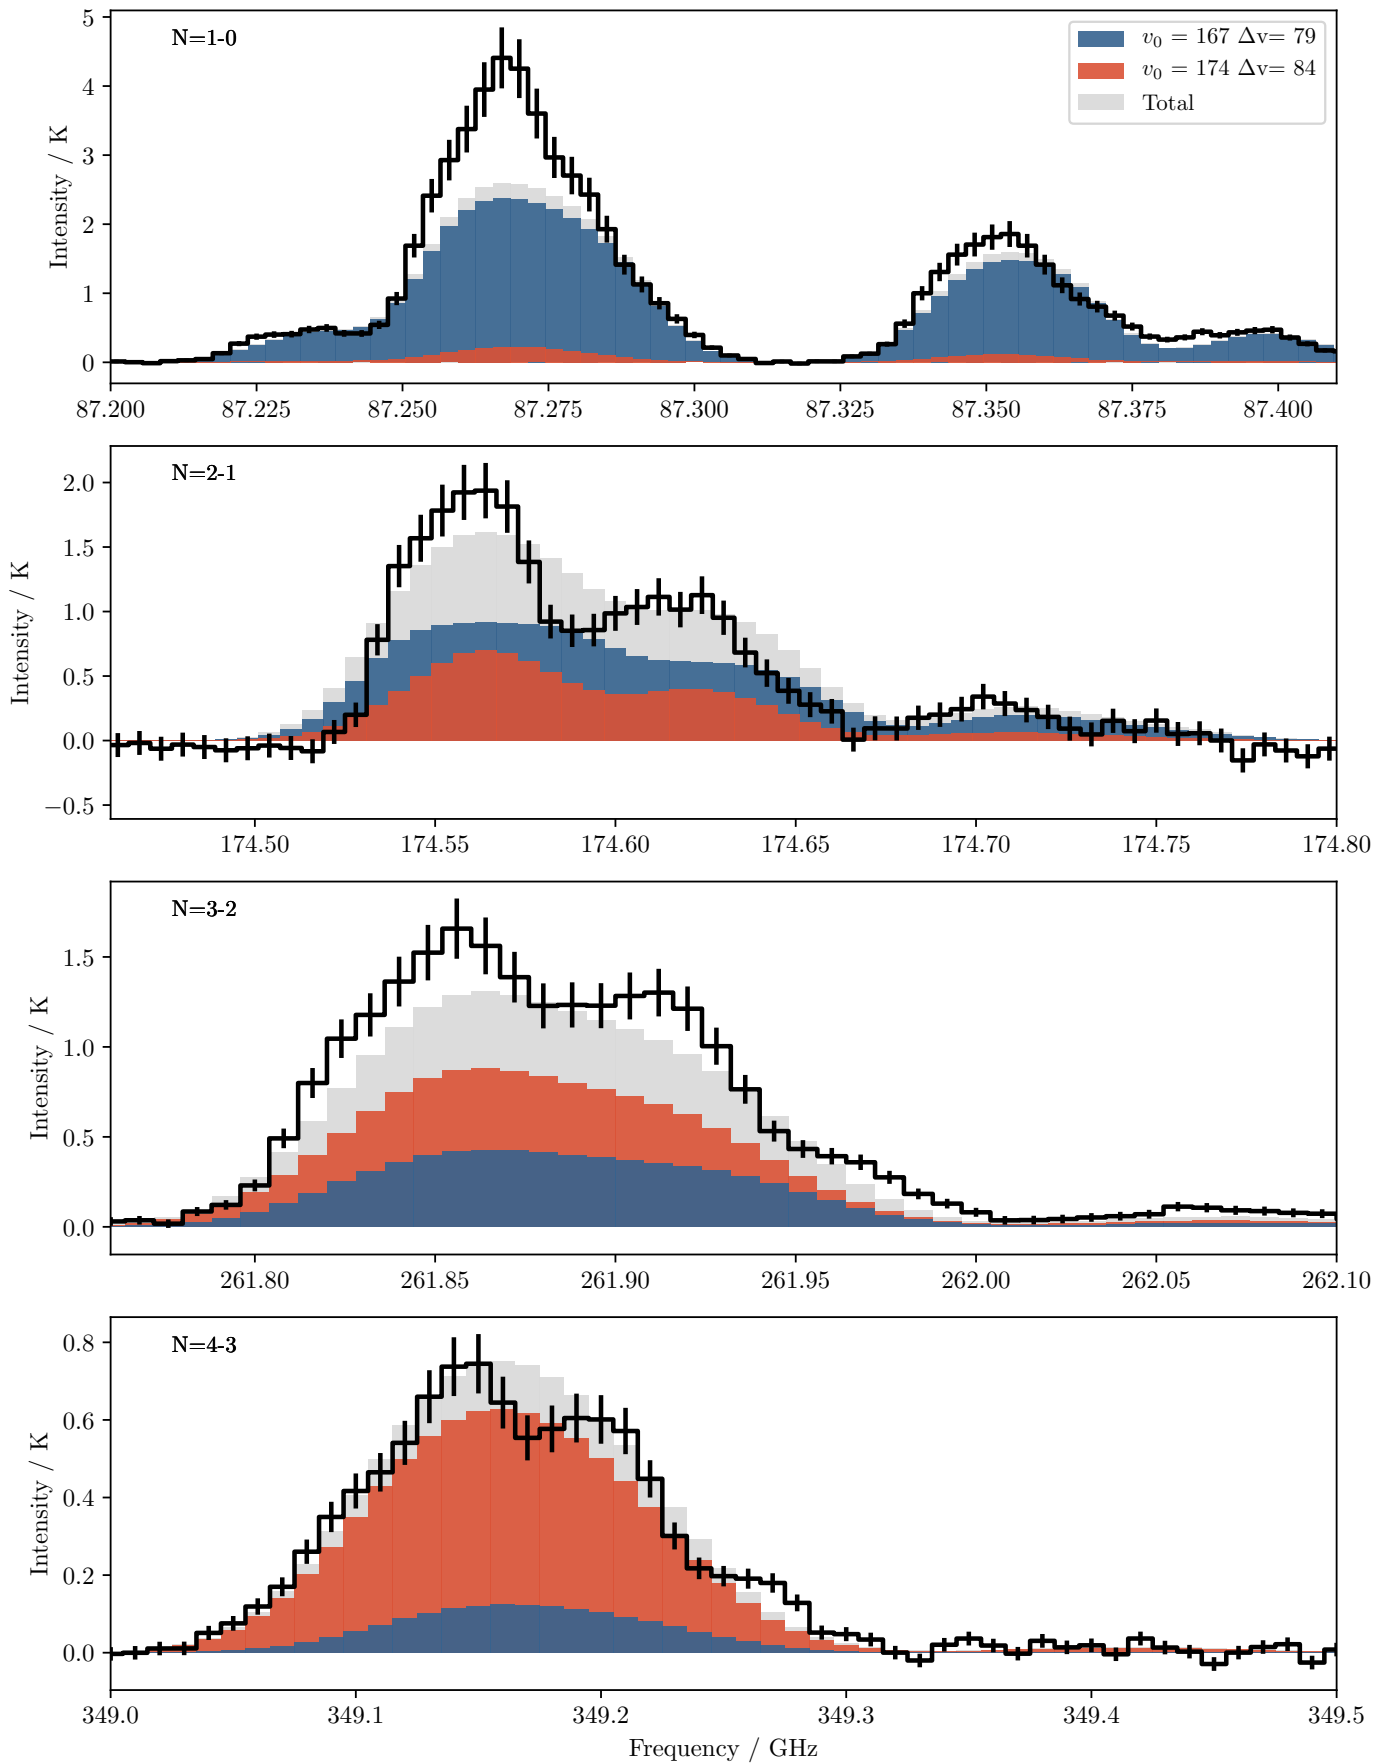 N=1-0
v₀ = 167 Δv= 79
v₀ = 174 Δv= 84
Total
Intensity / K
5
4
3
2
1
0
87.200 87.225 87.250 87.275 87.300 87.325 87.350 87.375 87.400
N=2-1
Intensity / K
2.0
1.5
1.0
0.5
0.0
−0.5
174.50 174.55 174.60 174.65 174.70 174.75 174.80
N=3-2
Intensity / K
1.5
1.0
0.5
0.0
261.80 261.85 261.90 261.95 262.00 262.05 262.10
N=4-3
Intensity / K
0.8
0.6
0.4
0.2
0.0
349.0 349.1 349.2 349.3 349.4 349.5
Frequency / GHz